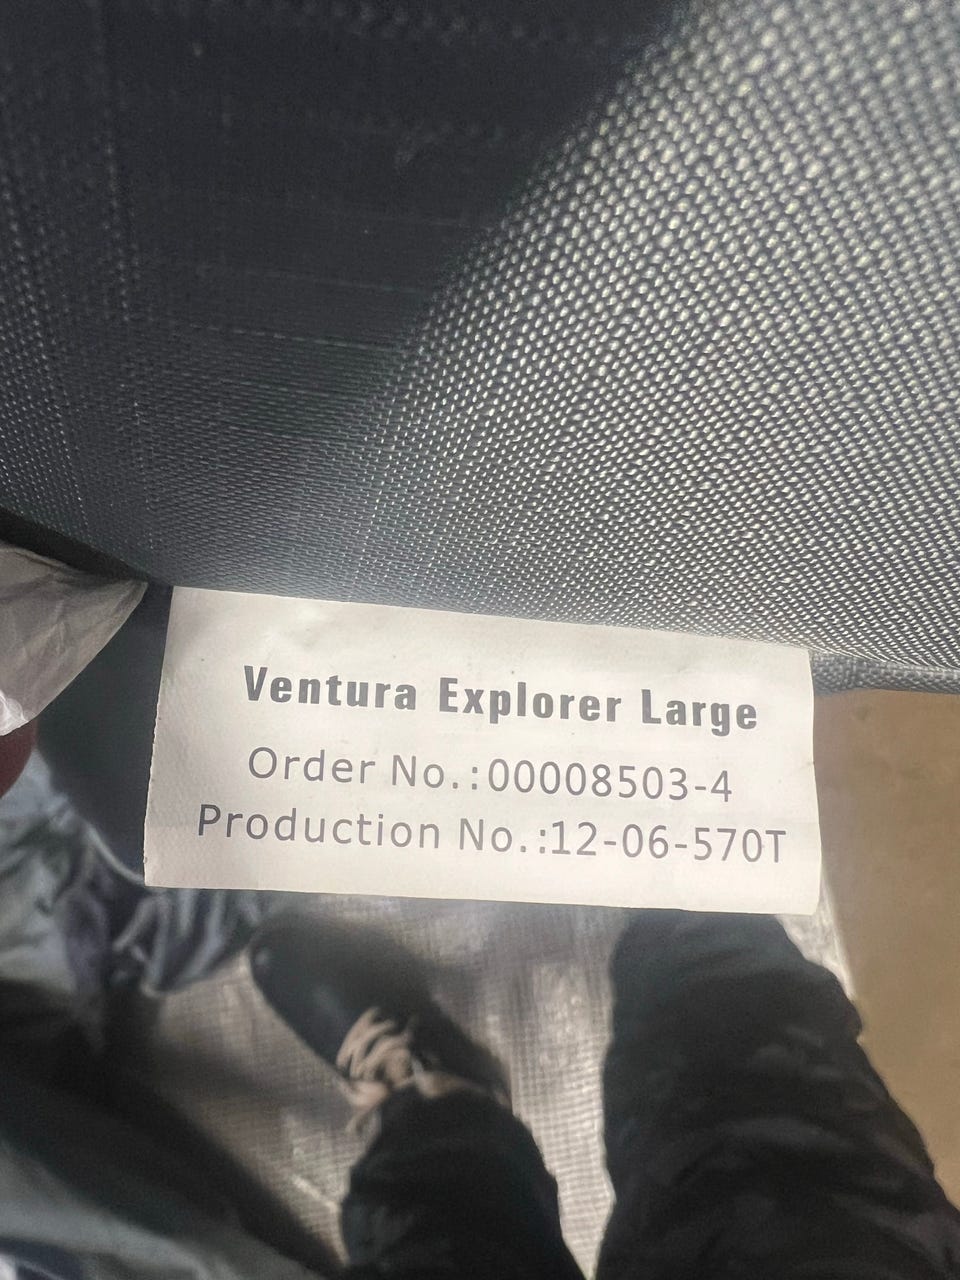 Ventura Explorer Large
Order No.:00008503-4
Production No.:12-06-570T